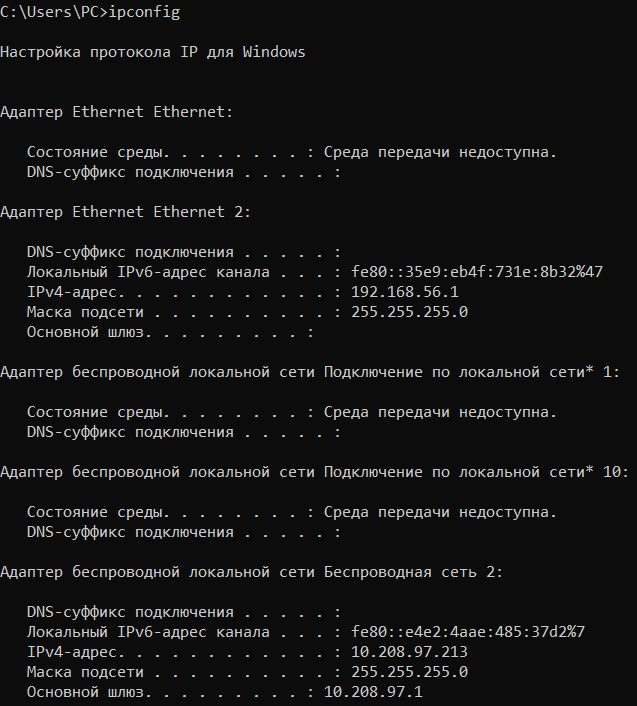 C:\Users\PC>ipconfig
Настройка протокола IP для Windows
Адаптер Ethernet Ethernet:
Состояние среды. . . . . . . . : Среда передачи недоступна.
DNS-суффикс подключения . . . . . :
Адаптер Ethernet Ethernet 2:
DNS-суффикс подключения . . . . . :
Локальный IPv6-адрес канала . . . : fe80::35e9:eb4f:731e:8b32%47
IPv4-адрес. . . . . . . . . . . . : 192.168.56.1
Маска подсети . . . . . . . . . . : 255.255.255.0
Основной шлюз. . . . . . . . . :
Адаптер беспроводной локальной сети Подключение по локальной сети* 1:
Состояние среды. . . . . . . . : Среда передачи недоступна.
DNS-суффикс подключения . . . . . :
Адаптер беспроводной локальной сети Подключение по локальной сети* 10:
Состояние среды. . . . . . . . : Среда передачи недоступна.
DNS-суффикс подключения . . . . . :
Адаптер беспроводной локальной сети Беспроводная сеть 2:
DNS-суффикс подключения . . . . . :
Локальный IPv6-адрес канала . . . : fe80::e4e2:4aae:485:37d2%7
IPv4-адрес. . . . . . . . . . . . : 10.208.97.213
Маска подсети . . . . . . . . . . : 255.255.255.0
Основной шлюз. . . . . . . . . : 10.208.97.1